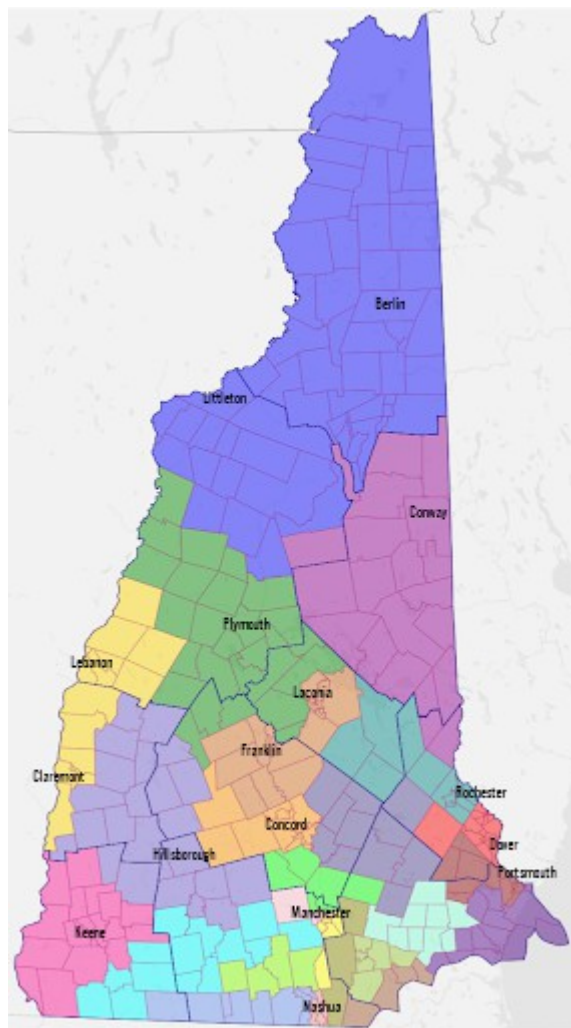 Berlin
Littleton
Conway
Plymouth
Lebanon
Laconia
Franklin
Claremont
Rochester
Concord
Dover
Hillsborough
Portsmouth
Manchester
Keene
Nashua